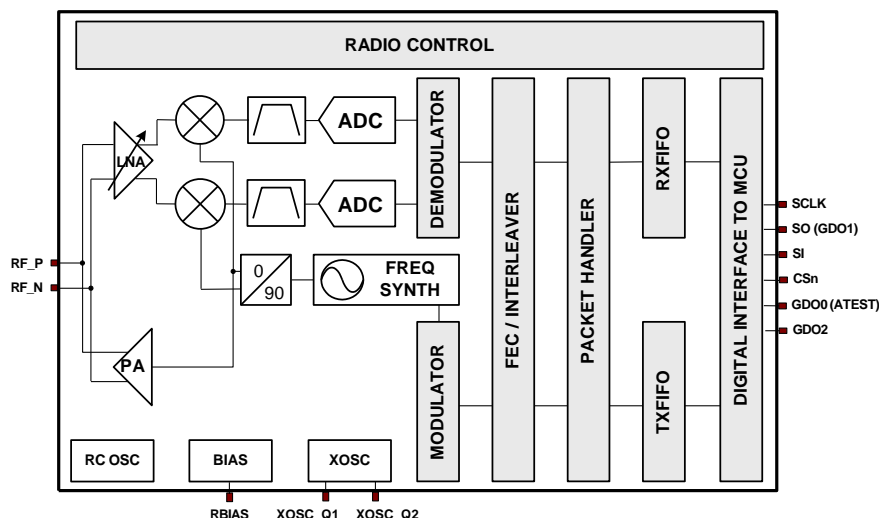 RADIO CONTROL
LNA
ADC
ADC
DEMODULATOR
FEC / INTERLEAVER
PACKET HANDLER
RXFIFO
DIGITAL INTERFACE TO MCU
SCLK
SO (GDO1)
SI
CSn
GDO0 (ATEST)
GDO2
RF_P
RF_N
0
90
FREQ
SYNTH
PA
MODULATOR
TXFIFO
RC OSC
BIAS
XOSC
RBIAS
XOSC_Q1
XOSC_Q2